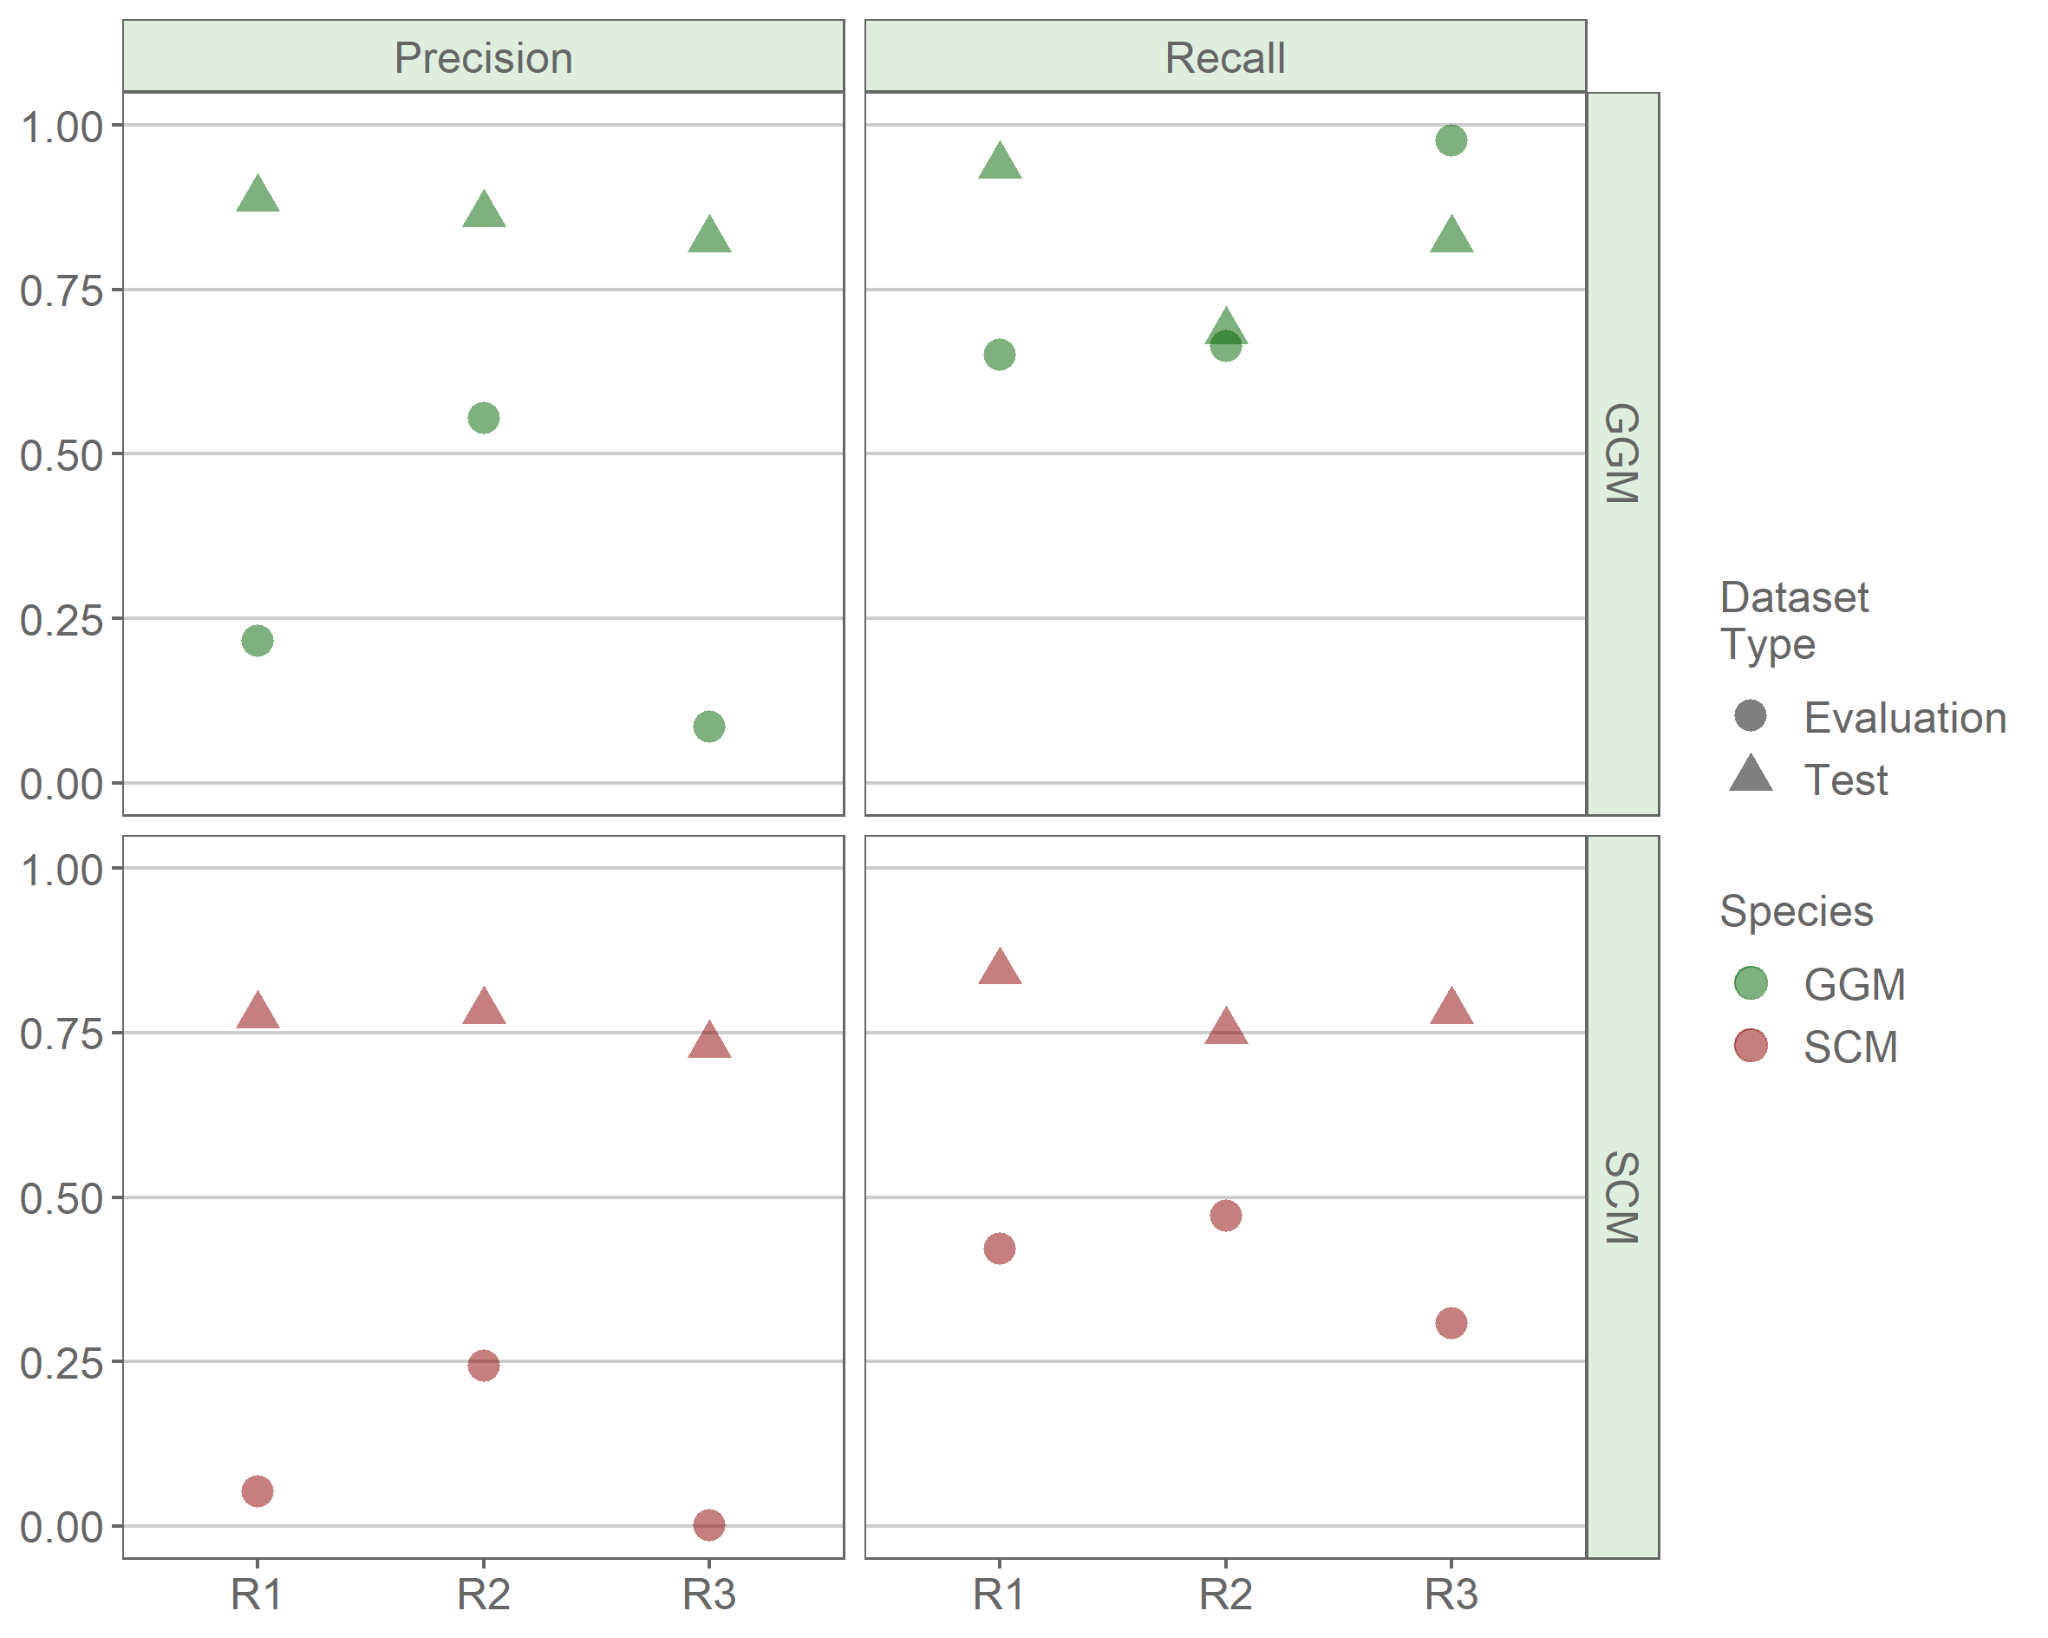 Precision
Recall
1.00
0.75
0.50
0.25
0.00
GGM
1.00
0.75
0.50
0.25
0.00
SCM
R1
R2
R3
R1
R2
R3
Dataset
Type
Evaluation
Test
Species
GGM
SCM